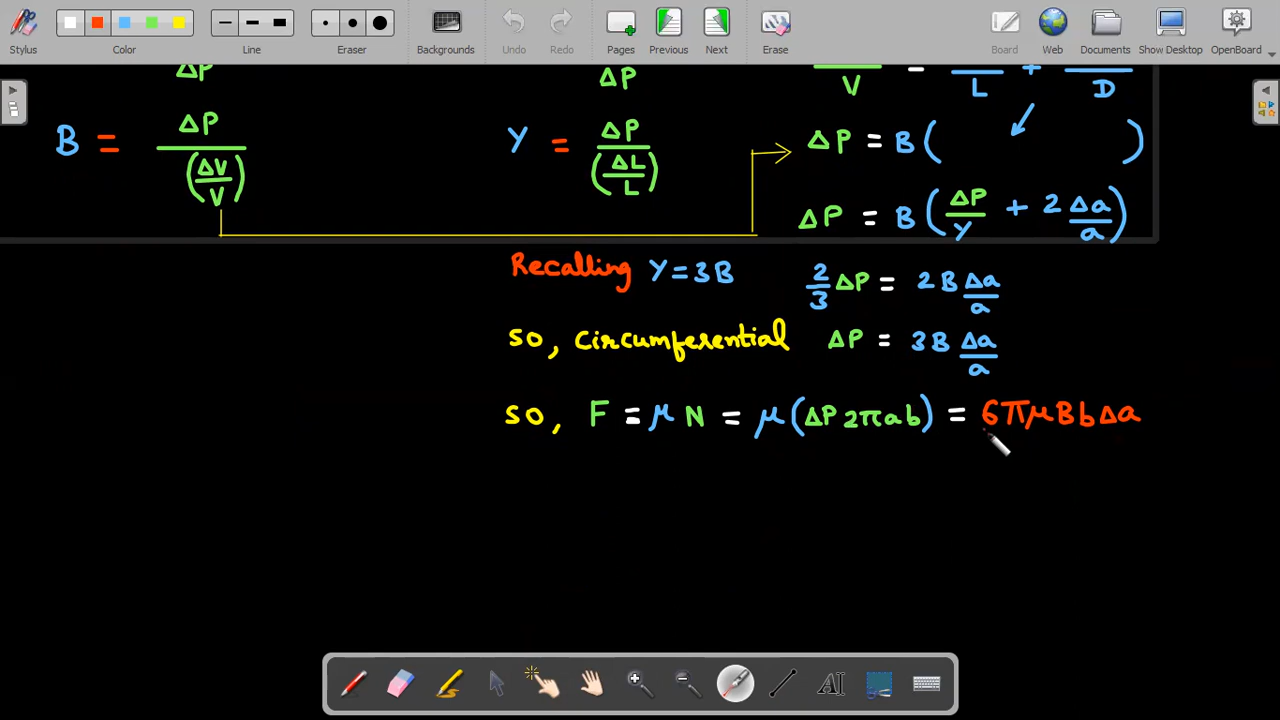 Stylus Color Line Eraser Backgrounds Undo Redo Pages Previous Next Erase Board Web Documents Show Desktop OpenBoard
ΔP
ΔP
V = L + D
B = ΔP / (ΔV/V)
Y = ΔP / (ΔL/L)
ΔP = B( )
ΔP = B(ΔP/Y + 2 Δa/a)
Recalling Y = 3B
2/3 ΔP = 2B Δa/a
SO, circumferential ΔP = 3B Δa/a
SO, F = μ N = μ(ΔP 2πab) = 6πμBbΔa
AI